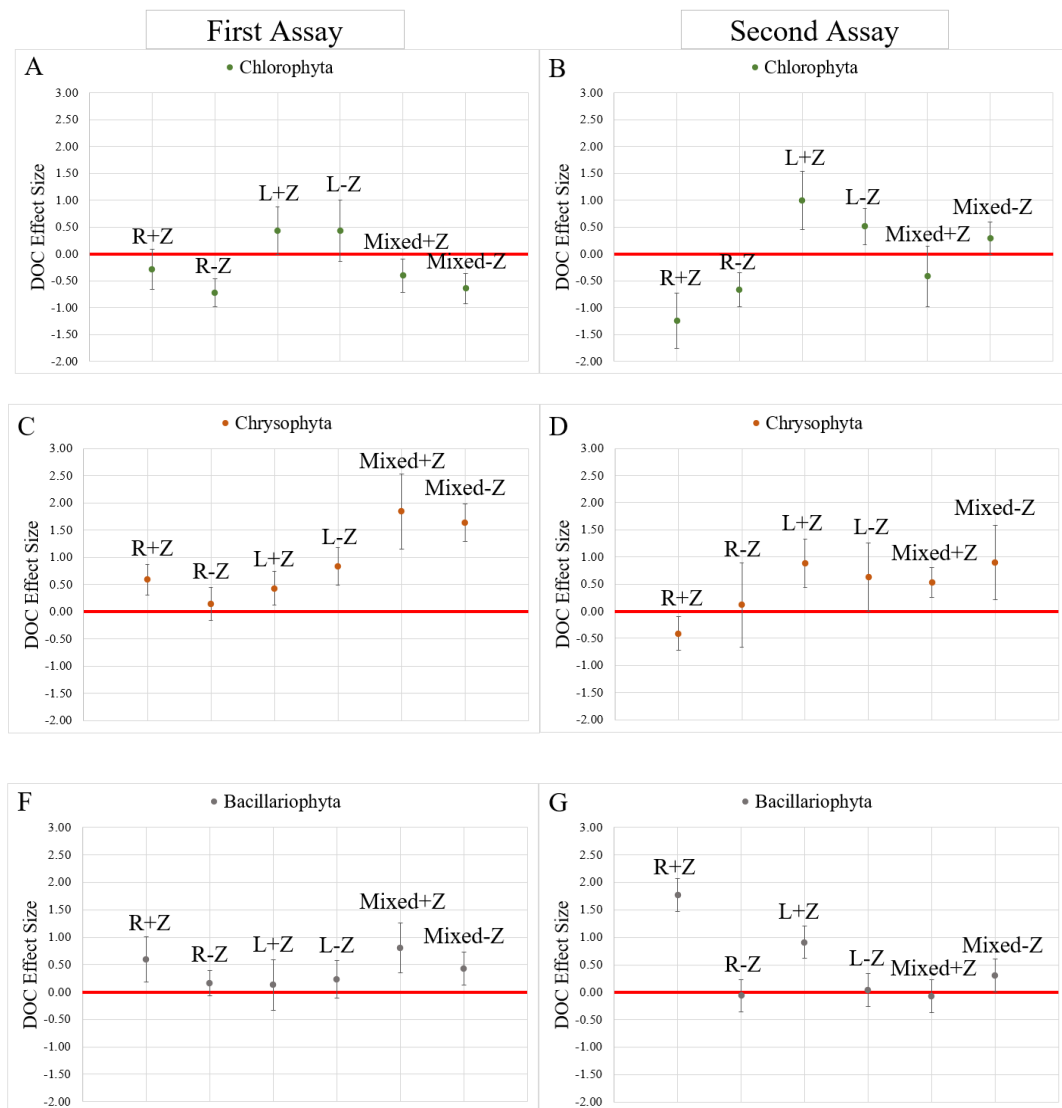 First Assay
Second Assay
A
Chlorophyta
DOC Effect Size
3.00
2.50
2.00
1.50
1.00
0.50
0.00
-0.50
-1.00
-1.50
-2.00
R+Z
R-Z
L+Z
L-Z
Mixed+Z
Mixed-Z
B
Chlorophyta
DOC Effect Size
3.00
2.50
2.00
1.50
1.00
0.50
0.00
-0.50
-1.00
-1.50
-2.00
R+Z
R-Z
L+Z
L-Z
Mixed+Z
Mixed-Z
C
Chrysophyta
DOC Effect Size
3.00
2.50
2.00
1.50
1.00
0.50
0.00
-0.50
-1.00
-1.50
-2.00
R+Z
R-Z
L+Z
L-Z
Mixed+Z
Mixed-Z
D
Chrysophyta
DOC Effect Size
3.00
2.50
2.00
1.50
1.00
0.50
0.00
-0.50
-1.00
-1.50
-2.00
R+Z
R-Z
L+Z
L-Z
Mixed+Z
Mixed-Z
F
Bacillariophyta
DOC Effect Size
3.00
2.50
2.00
1.50
1.00
0.50
0.00
-0.50
-1.00
-1.50
-2.00
R+Z
R-Z
L+Z
L-Z
Mixed+Z
Mixed-Z
G
Bacillariophyta
DOC Effect Size
3.00
2.50
2.00
1.50
1.00
0.50
0.00
-0.50
-1.00
-1.50
-2.00
R+Z
R-Z
L+Z
L-Z
Mixed+Z
Mixed-Z